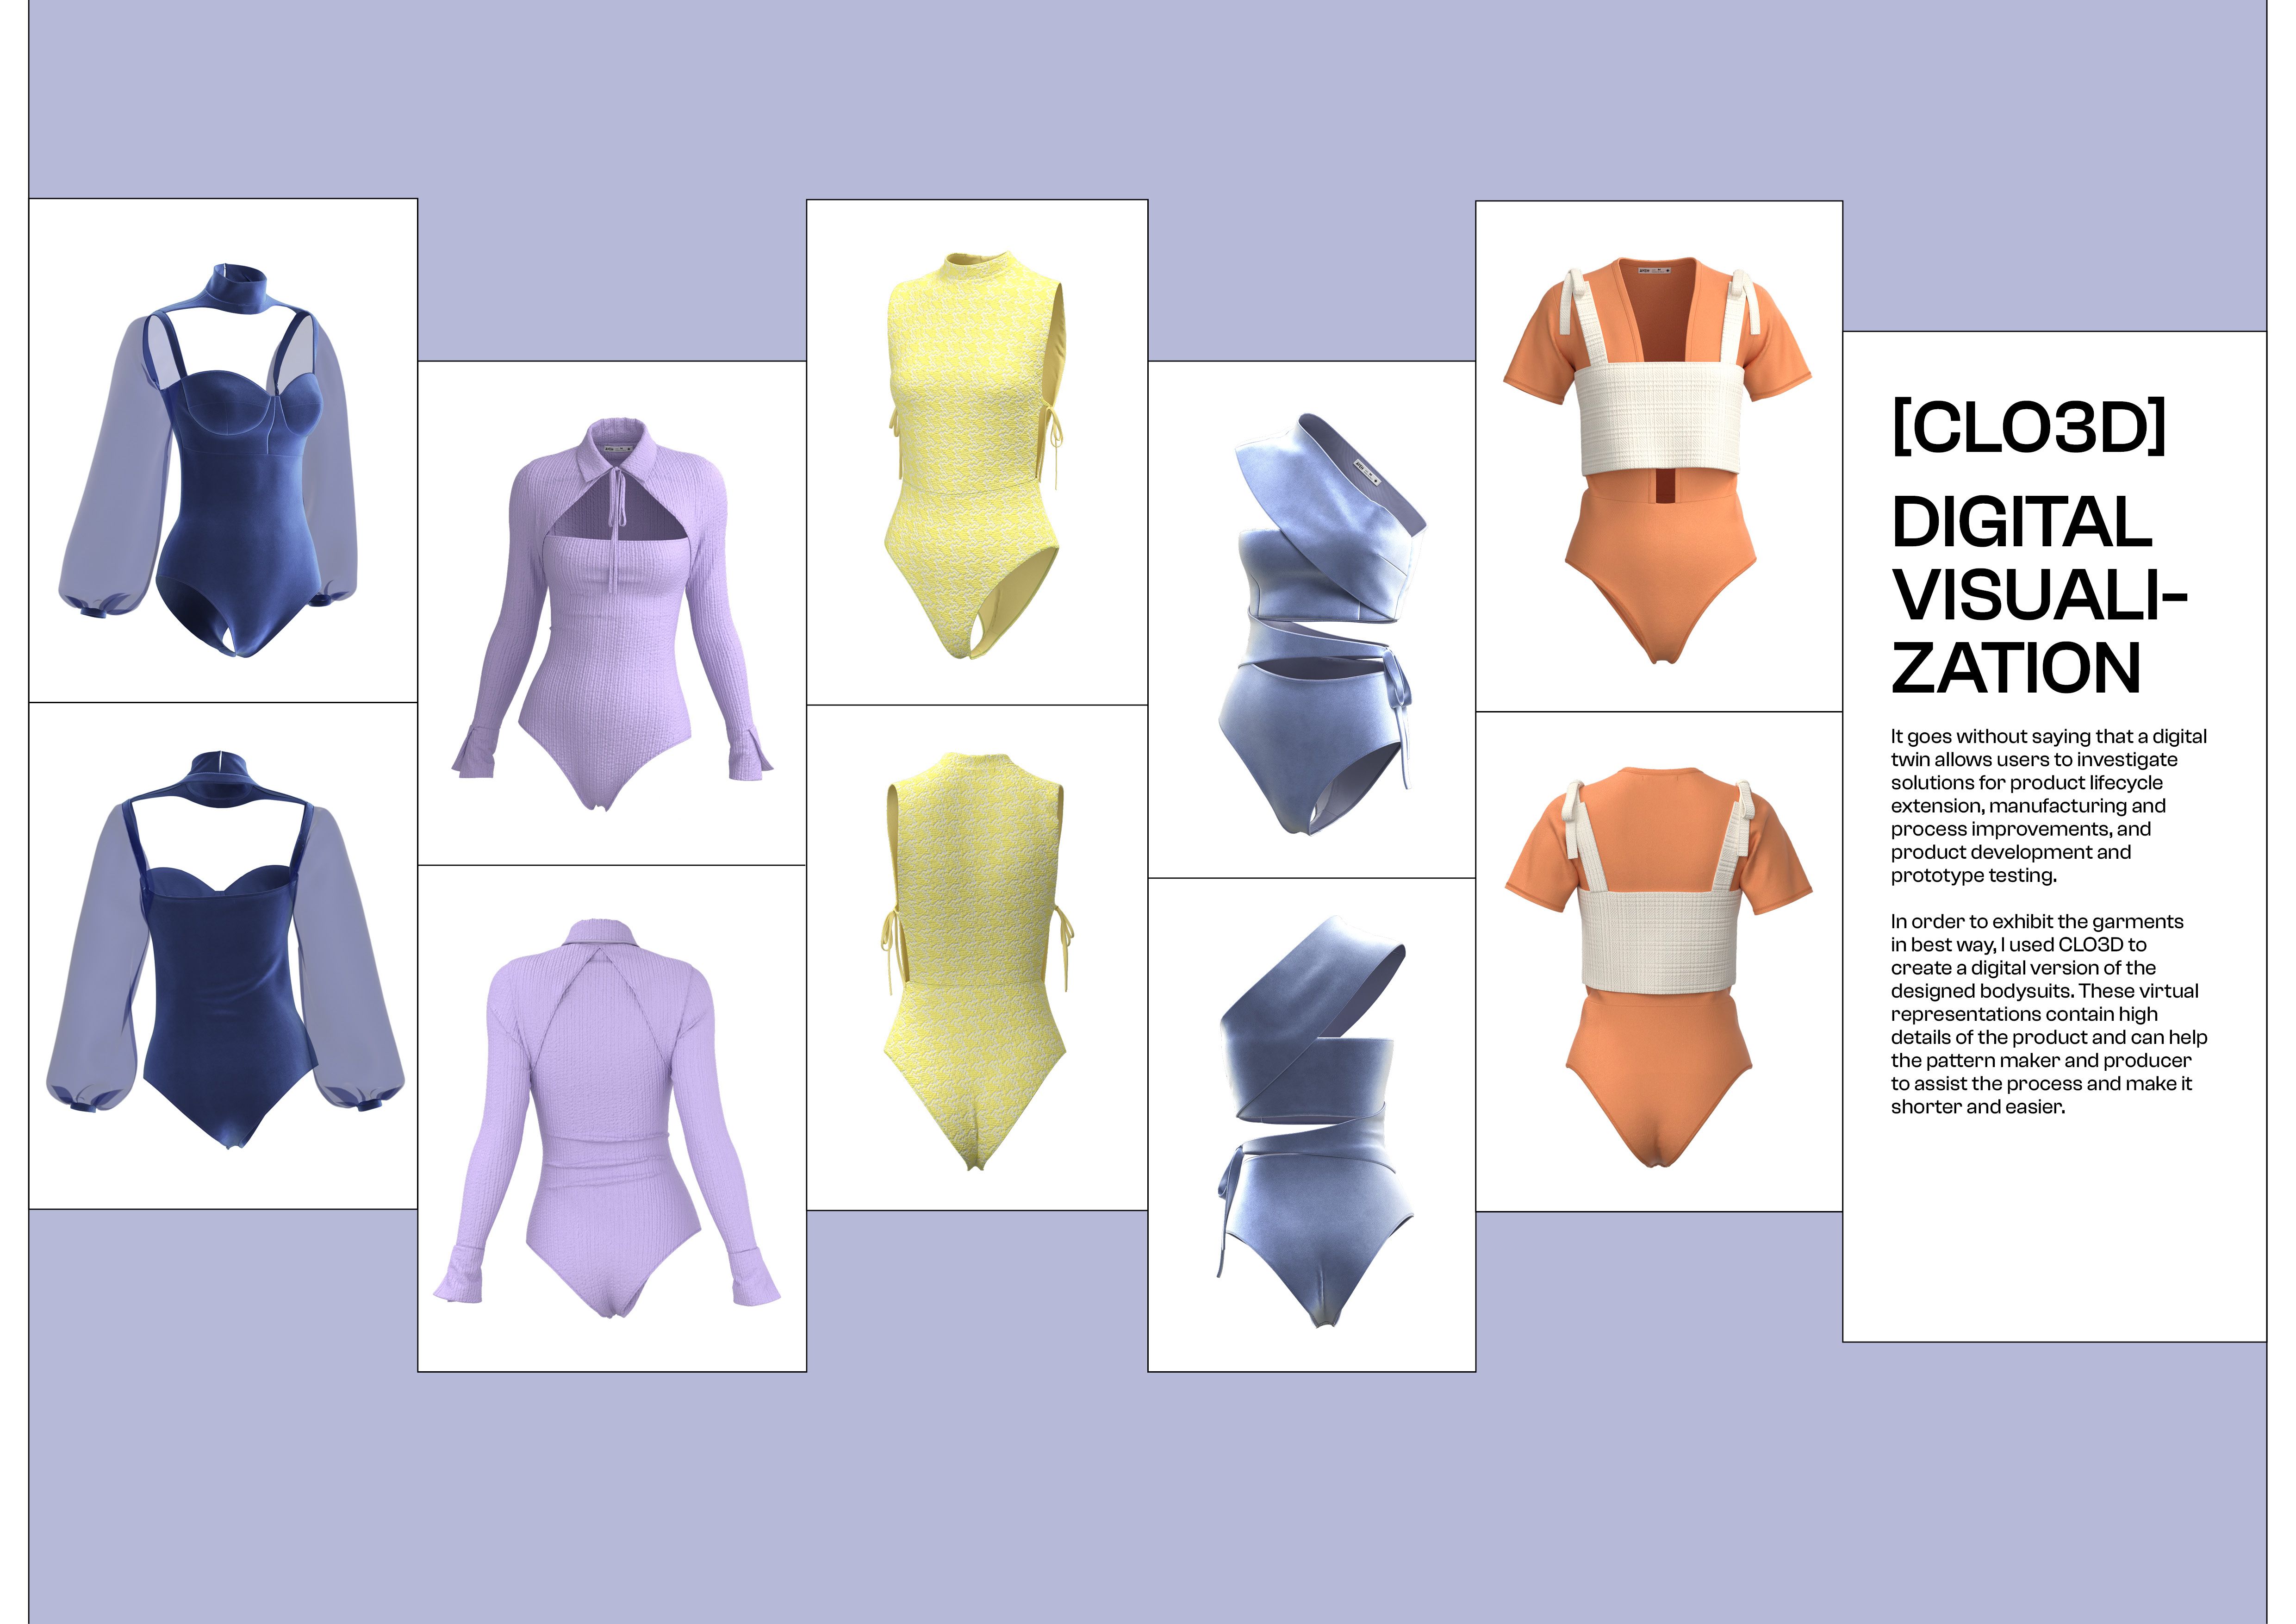 [CLO3D]
DIGITAL
VISUALI-
ZATION
It goes without saying that a digital
twin allows users to investigate
solutions for product lifecycle
extension, manufacturing and
process improvements, and
product development and
prototype testing.
In order to exhibit the garments
in best way, I used CLO3D to
create a digital version of the
designed bodysuits. These virtual
representations contain high
details of the product and can help
the pattern maker and producer
to assist the process and make it
shorter and easier.